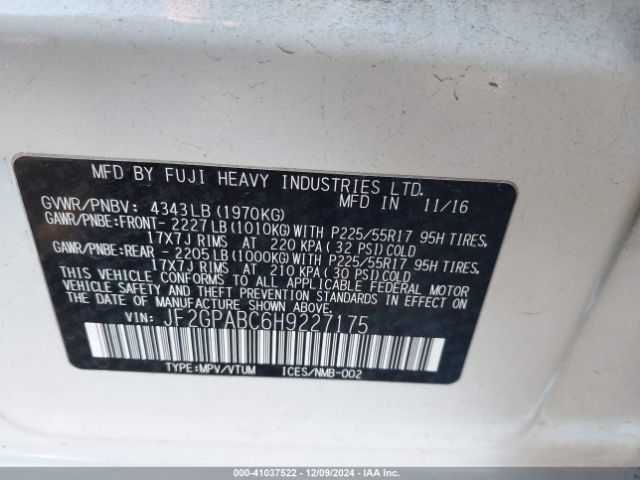 MFD BY FUJI HEAVY INDUSTRIES LTD.
GVWR/PNBV: 4343LB(1970KG) MFD IN 11/16
GAWR/PNBE:FRONT- 2227LB(1010KG)WITH P225/55R17 95H TIRES,
17X7J RIMS AT 220 KPA(32 PSI)COLD
GAWR/PNBE:REAR - 2205LB(1000KG)WITH P225/55R17 95H TIRES,
17X7J RIMS AT 210 KPA(30 PSI)COLD
THIS VEHICLE CONFORMS TO ALL APPLICABLE FEDERAL MOTOR
VEHICLE SAFETY AND THEFT PREVENTION STANDARDS IN EFFECT ON
THE DATE OF MANUFACTURE SHOWN ABOVE.
VIN: JF2GPABC6H9227175
TYPE:MPV/VTUM ICES/NMB-002
000-41037522 - 12/09/2024 - IAA Inc.